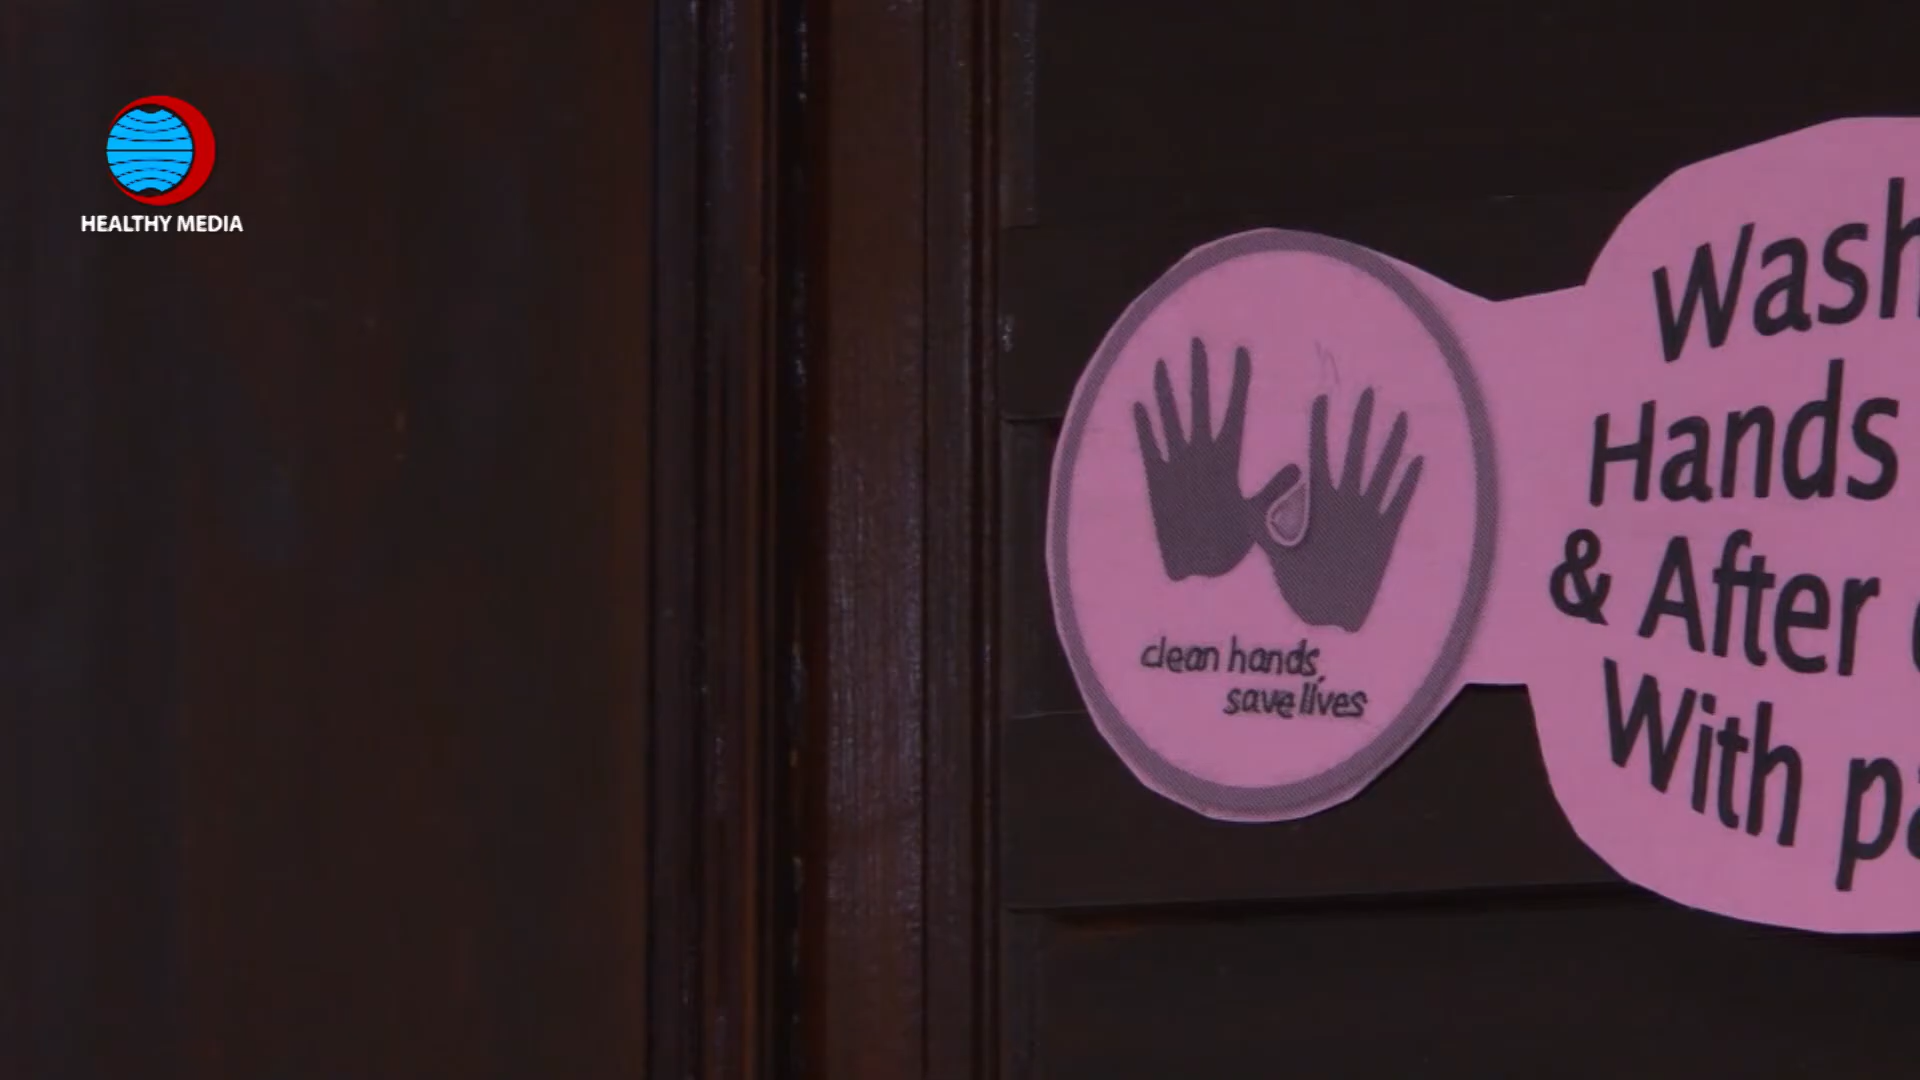 HEALTHY MEDIA
Wash
Hands
& After
With
clean hands,
save lives